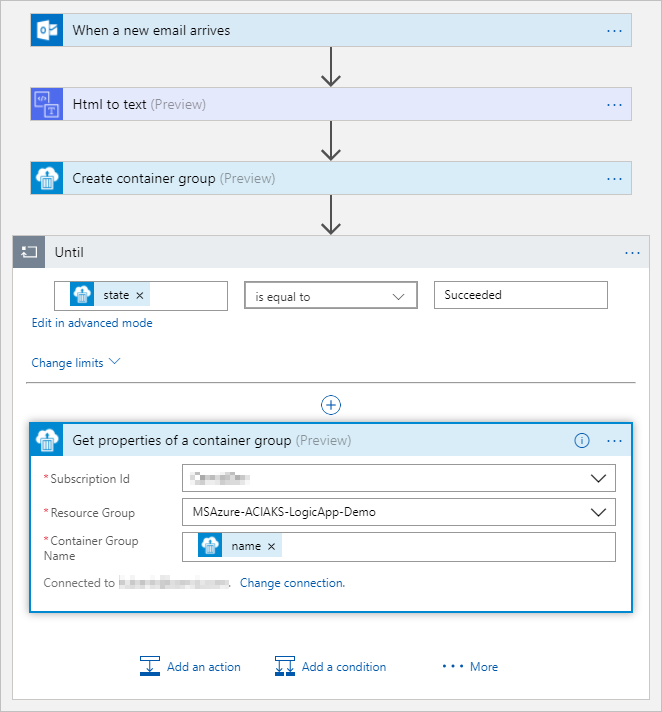 When a new email arrives
Html to text (Preview)
Create container group (Preview)
Until
state is equal to Succeeded
Edit in advanced mode
Change limits
Get properties of a container group (Preview)
*Subscription Id
*Resource Group MSAzure-ACIAKS-LogicApp-Demo
*Container Group
Name
name
Connected to . Change connection.
Add an action Add a condition More